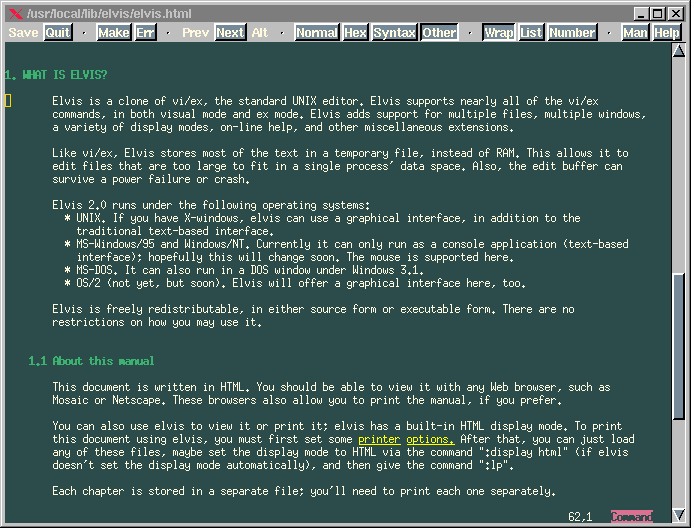 /usr/local/lib/elvis/elvis.html
Save Quit · Make Err · Prev Next Alt · Normal Hex Syntax Other · Wrap List Number · Man Help
1. WHAT IS ELVIS?
Elvis is a clone of vi/ex, the standard UNIX editor. Elvis supports nearly all of the vi/ex
commands, in both visual mode and ex mode. Elvis adds support for multiple files, multiple windows,
a variety of display modes, on-line help, and other miscellaneous extensions.
Like vi/ex, Elvis stores most of the text in a temporary file, instead of RAM. This allows it to
edit files that are too large to fit in a single process' data space. Also, the edit buffer can
survive a power failure or crash.
Elvis 2.0 runs under the following operating systems:
* UNIX. If you have X-windows, elvis can use a graphical interface, in addition to the
traditional text-based interface.
* MS-Windows/95 and Windows/NT. Currently it can only run as a console application (text-based
interface); hopefully this will change soon. The mouse is supported here.
* MS-DOS. It can also run in a DOS window under Windows 3.1.
* OS/2 (not yet, but soon). Elvis will offer a graphical interface here, too.
Elvis is freely redistributable, in either source form or executable form. There are no
restrictions on how you may use it.
1.1 About this manual
This document is written in HTML. You should be able to view it with any Web browser, such as
Mosaic or Netscape. These browsers also allow you to print the manual, if you prefer.
You can also use elvis to view it or print it; elvis has a built-in HTML display mode. To print
this document using elvis, you must first set some printer options. After that, you can just load
any of these files, maybe set the display mode to HTML via the command ":display html" (if elvis
doesn't set the display mode automatically), and then give the command ":lp".
Each chapter is stored in a separate file; you'll need to print each one separately.
62,1 Command